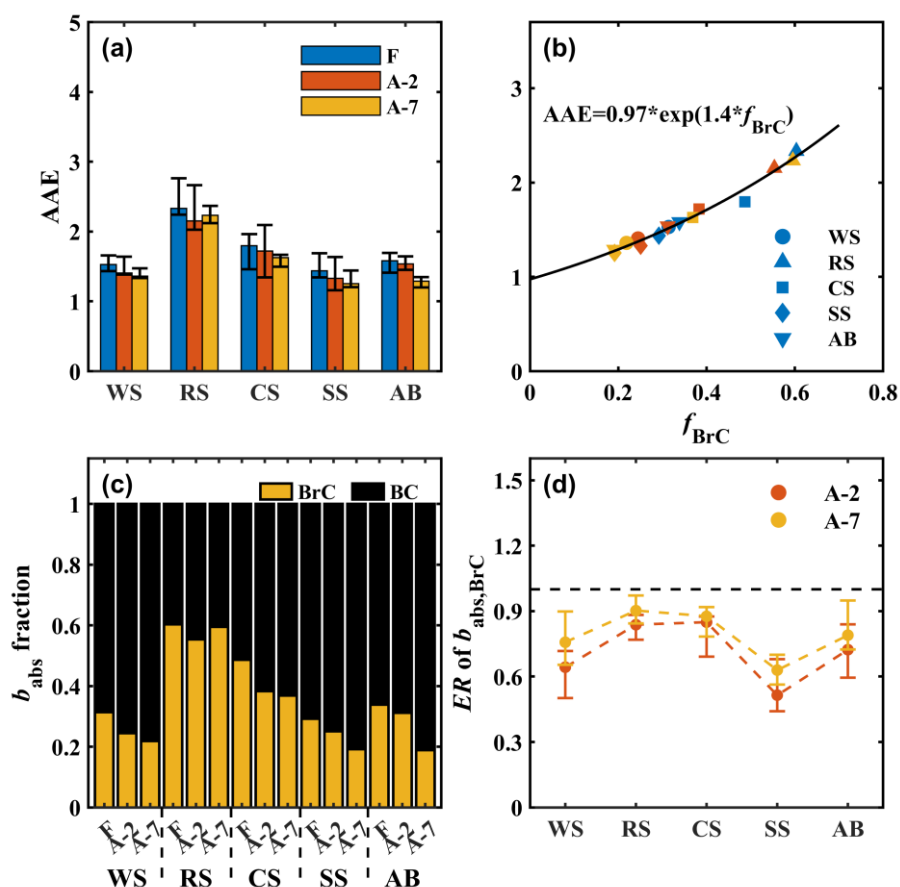 (a)
F
A-2
A-7
5
4
3
2
1
0
AAE
WS RS CS SS AB
(b)
AAE=0.97*exp(1.4*fBrC)
WS
RS
CS
SS
AB
3
2
1
0
0 0.2 0.4 0.6 0.8
fBrC
(c)
BrC BC
1
0.8
0.6
0.4
0.2
0
babs fraction
F A-2 A-7 F A-2 A-7 F A-2 A-7 F A-2 A-7 F A-2 A-7
WS RS CS SS AB
(d)
A-2
A-7
1.5
1.2
0.9
0.6
0.3
0
ER of babs,BrC
WS RS CS SS AB